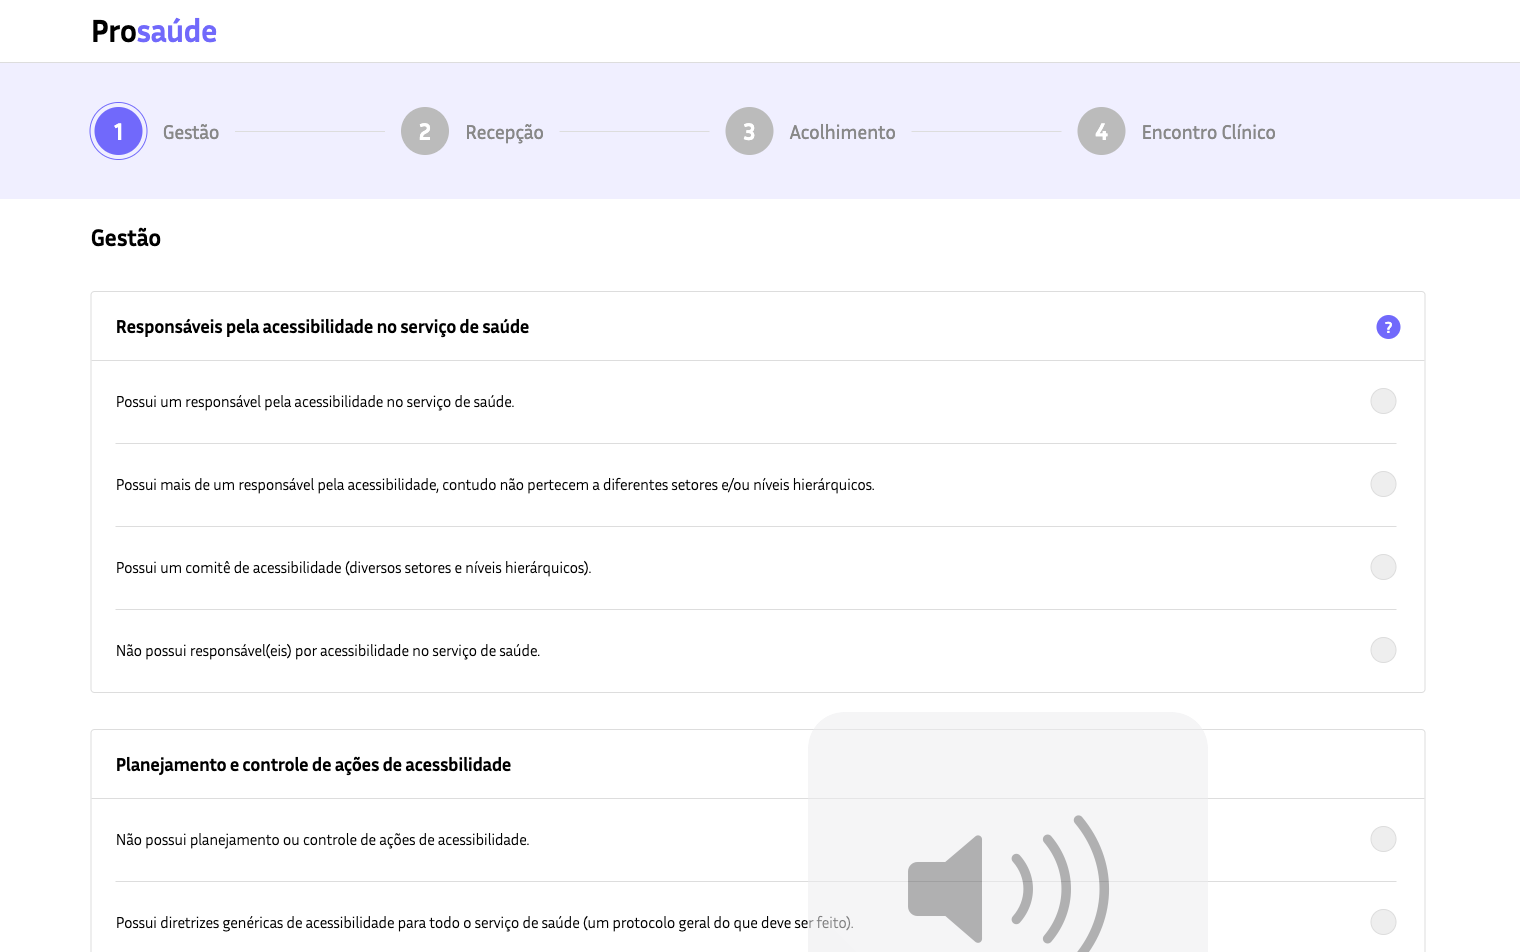 Prosaúde
1 Gestão 2 Recepção 3 Acolhimento 4 Encontro Clínico
Gestão
Responsáveis pela acessibilidade no serviço de saúde ?
Possui um responsável pela acessibilidade no serviço de saúde.
Possui mais de um responsável pela acessibilidade, contudo não pertecem a diferentes setores e/ou níveis hierárquicos.
Possui um comitê de acessibilidade (diversos setores e níveis hierárquicos).
Não possui responsável(eis) por acessibilidade no serviço de saúde.
Planejamento e controle de ações de acessbilidade
Não possui planejamento ou controle de ações de acessibilidade.
Possui diretrizes genéricas de acessibilidade para todo o serviço de saúde (um protocolo geral do que deve ser feito).